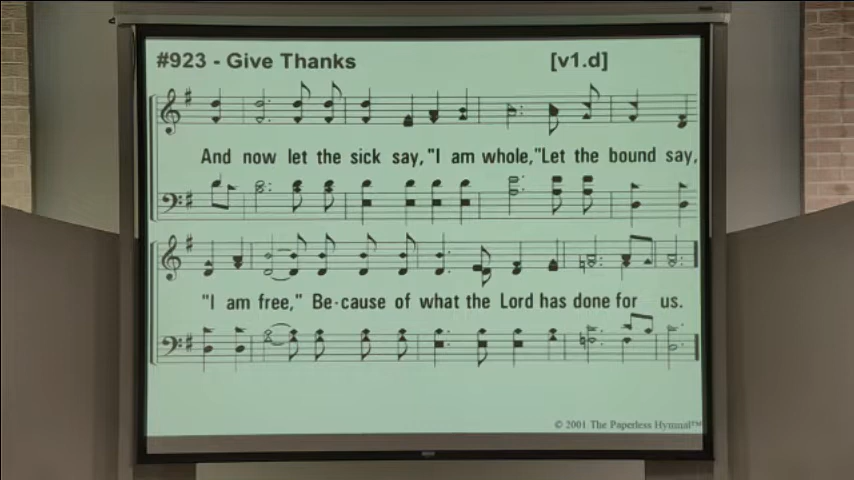 #923 - Give Thanks [v1.d]
And now let the sick say, "I am whole,"Let the bound say,
"I am free," Be-cause of what the Lord has done for us.
© 2001 The Paperless Hymnal™